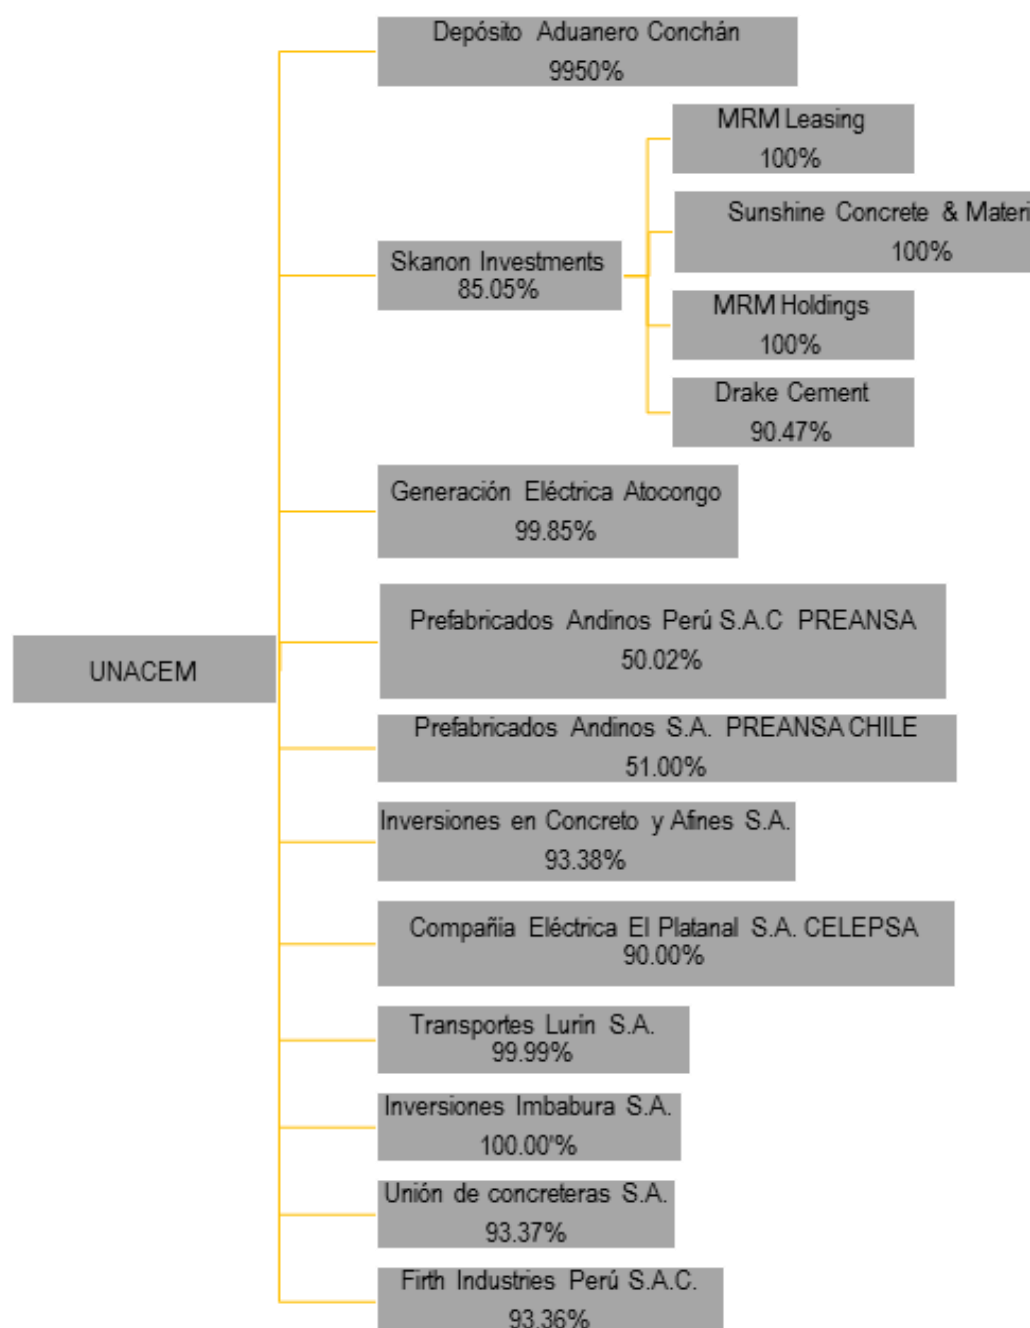 Depósito Aduanero Conchán
9950%
MRM Leasing
100%
Sunshine Concrete &
100%
Skanon Investments
85.05%
MRM Holdings
100%
Drake Cement
90.47%
Generación Eléctrica Atocongo
99.85%
Prefabricados Andinos Perú S.A.C PREANSA
50.02%
UNACEM
Prefabricados Andinos S.A. PREANSA CHILE
51.00%
Inversiones en Concreto y Afines S.A.
93.38%
Compañía Eléctrica El Platanal S.A. CELEPSA
90.00%
Transportes Lurín S.A.
99.99%
Inversiones Imbabura S.A.
100.00'%
Unión de concreteras S.A.
93.37%
Firth Industries Perú S.A.C.
93.36%